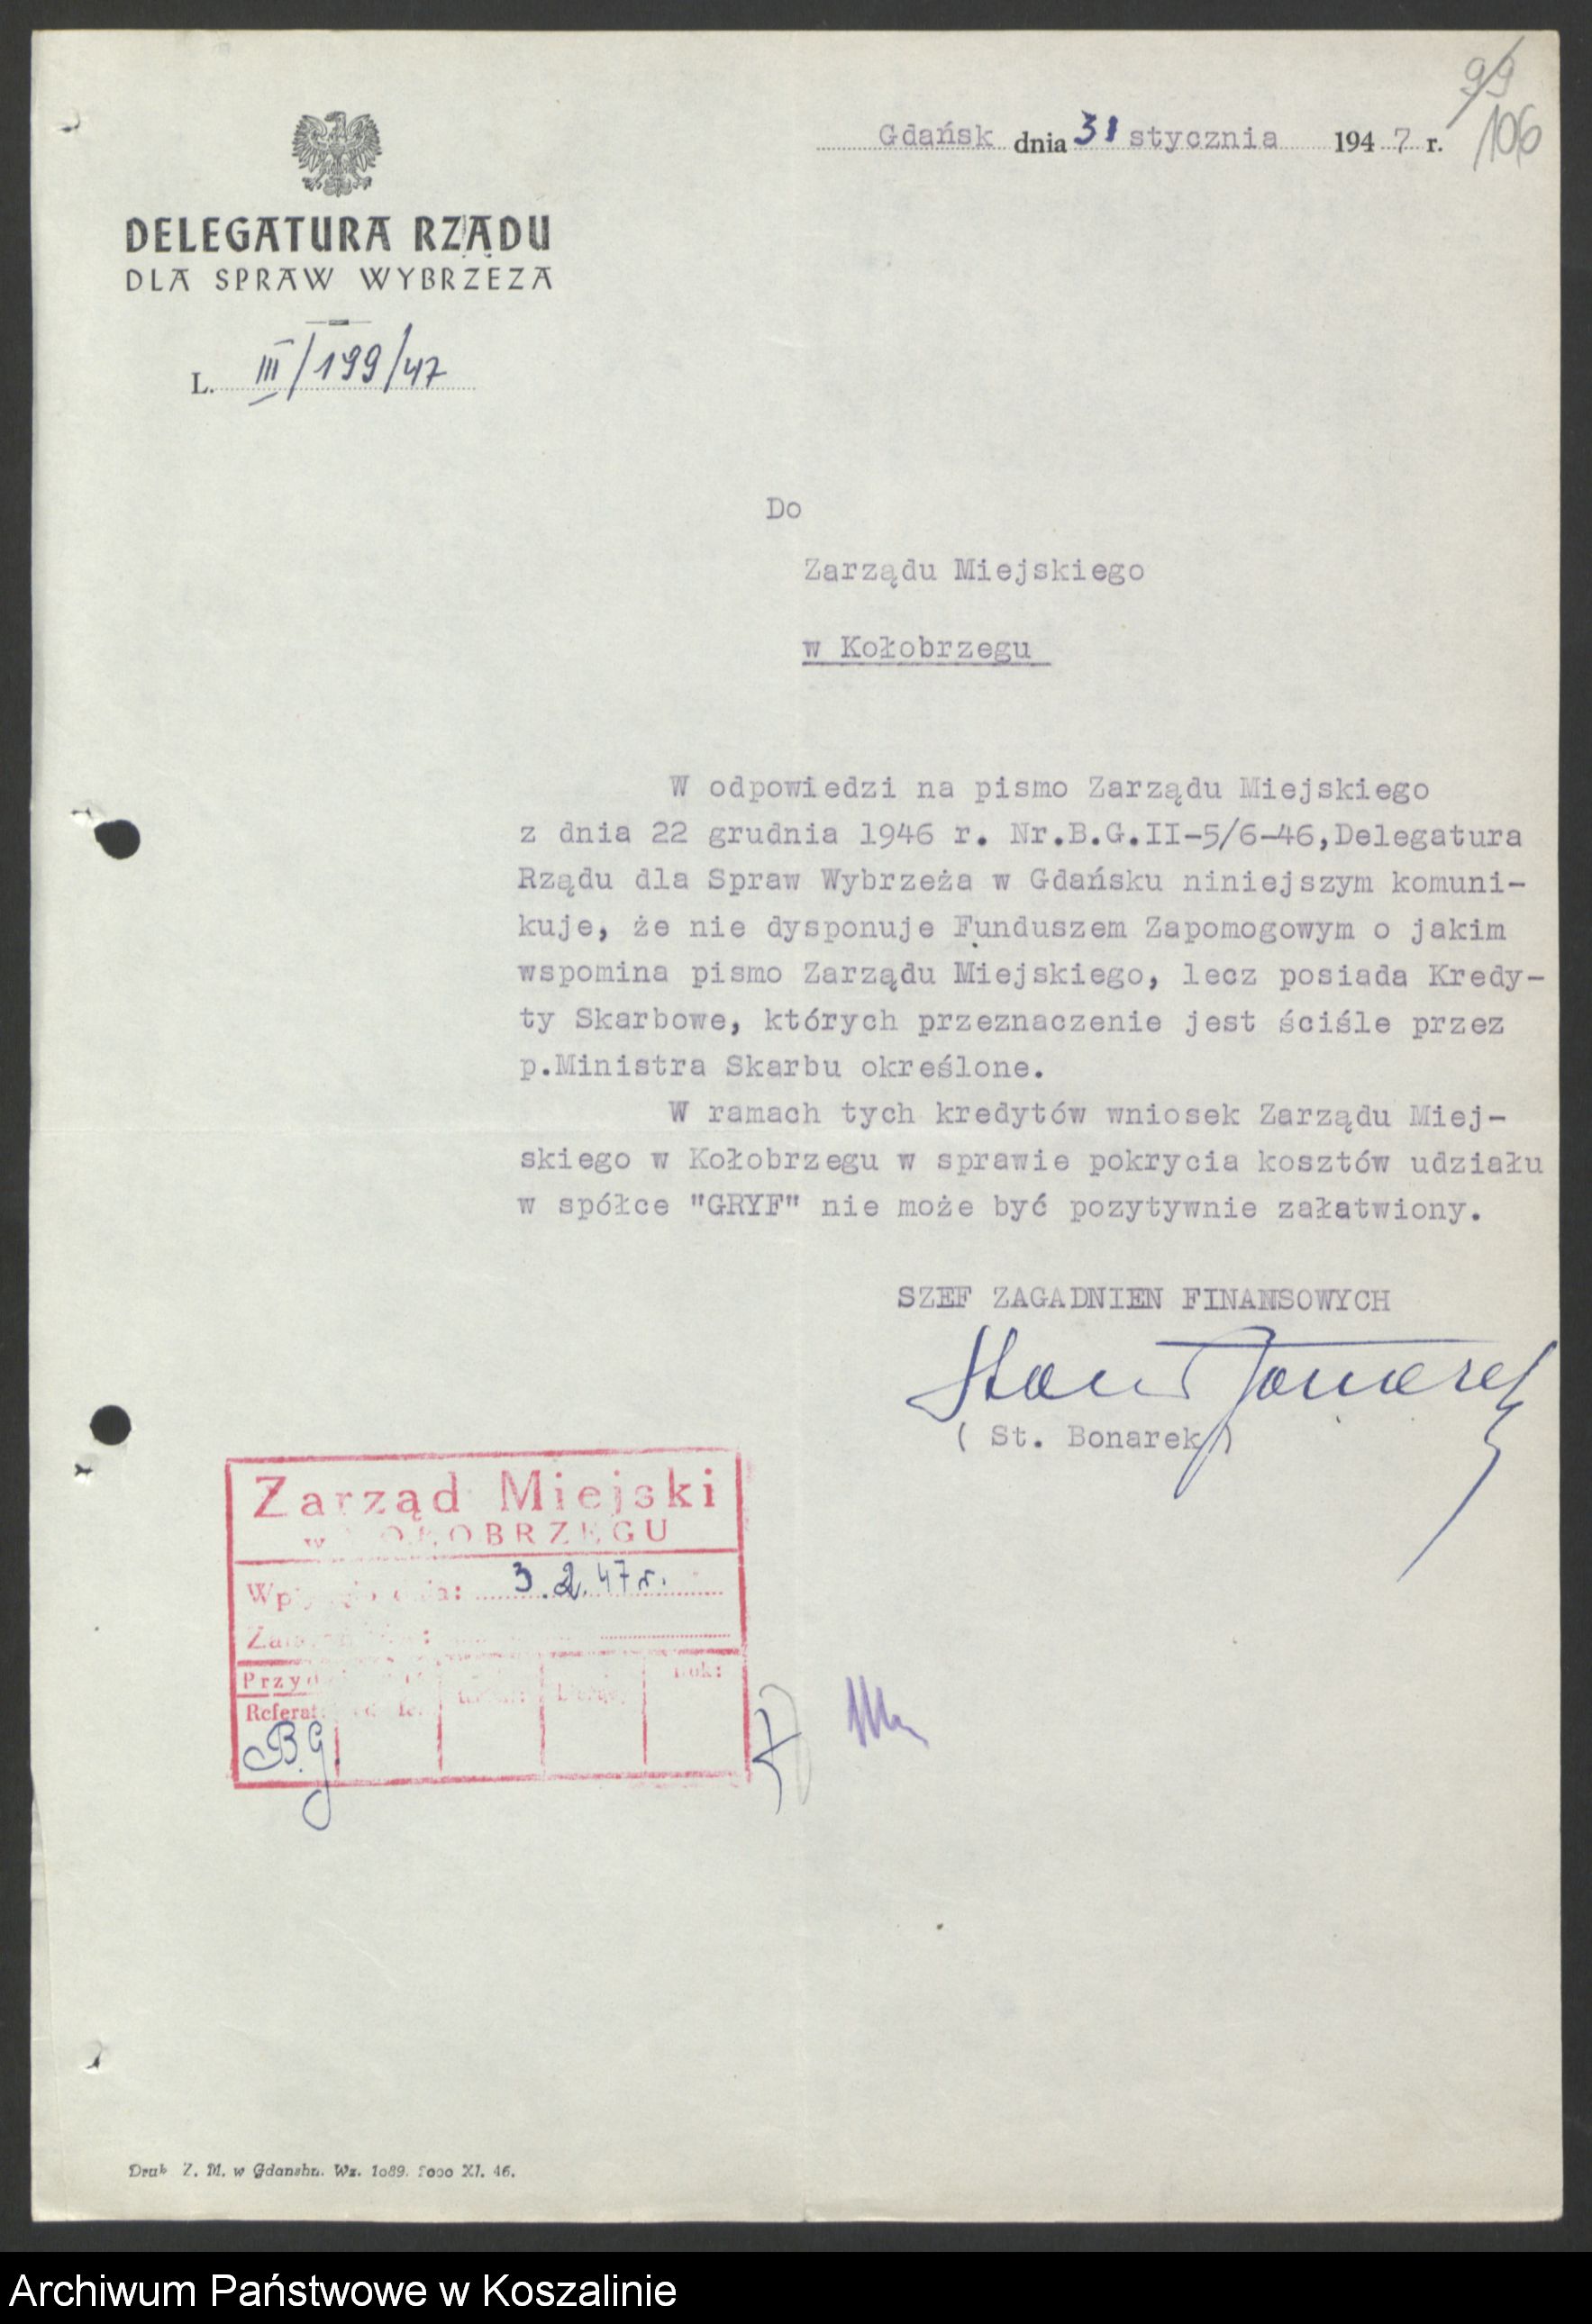 99
106
Gdańsk dnia 31 stycznia 1947 r.
DELEGATURA RZĄDU
DLA SPRAW WYBRZEŻA
L. III/199/47
Do
Zarządu Miejskiego
w Kołobrzegu
W odpowiedzi na pismo Zarządu Miejskiego
z dnia 22 grudnia 1946 r. Nr.B.G.II-5/6-46,Delegatura
Rządu dla Spraw Wybrzeża w Gdańsku niniejszym komuni-
kuje, że nie dysponuje Funduszem Zapomogowym o jakim
wspomina pismo Zarządu Miejskiego, lecz posiada Kredy-
ty Skarbowe, których przeznaczenie jest ściśle przez
p.Ministra Skarbu określone.
W ramach tych kredytów wniosek Zarządu Miej-
skiego w Kołobrzegu w sprawie pokrycia kosztów udziału
w spółce "GRYF" nie może być pozytywnie załatwiony.
SZEF ZAGADNIEN FINANSOWYCH
( St. Bonarek )
Zarząd Miejski
w KOŁOBRZEGU
3.2.47 r.
Referat:
B.G.
Druk Z. M. w Gdańsku. Wz. 1089. XI. 46.
Archiwum Państwowe w Koszalinie